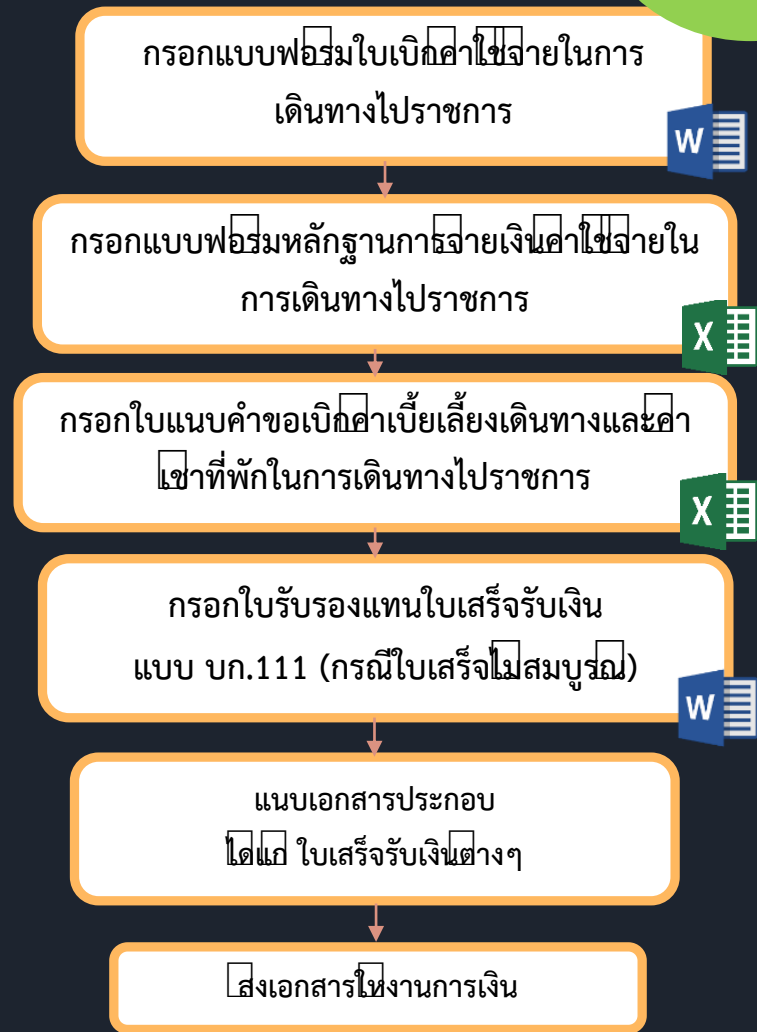 กรอกแบบฟอรมใบเบิกคาใชจายในการ
เดินทางไปราชการ
W
กรอกแบบฟอรมหลักฐานการจายเงินคาใชจายใน
การเดินทางไปราชการ
X
กรอกใบแนบคำขอเบิกคาเบี้ยเลี้ยงเดินทางและคา
เชาที่พักในการเดินทางไปราชการ
X
กรอกใบรับรองแทนใบเสร็จรับเงิน
แบบ บก.111 (กรณีใบเสร็จไมสมบูรณ)
W
แนบเอกสารประกอบ
ไดแก ใบเสร็จรับเงินตางๆ
สงเอกสารใหงานการเงิน